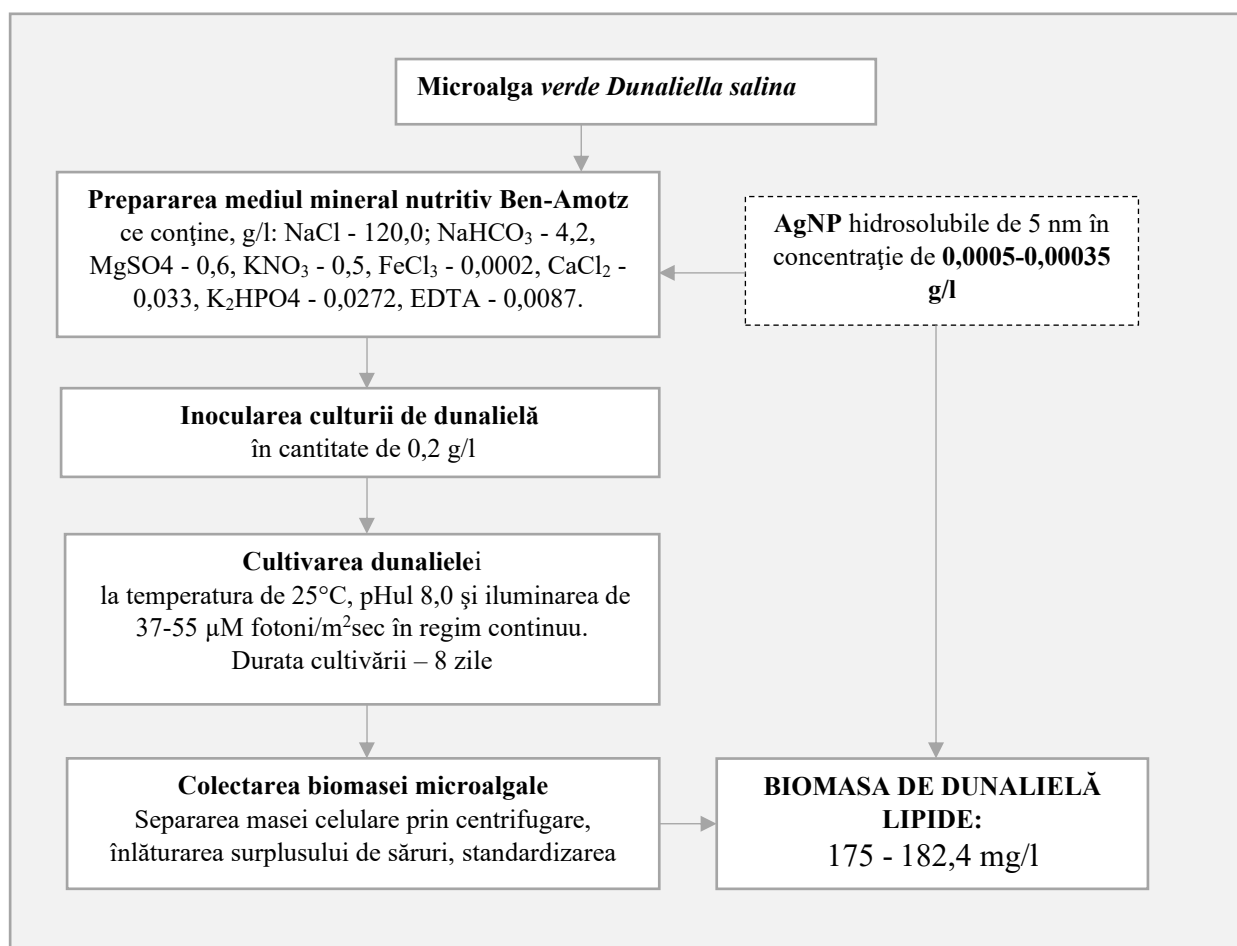 Microalga verde Dunaliella salina
Prepararea mediul mineral nutritiv Ben-Amotz
ce conţine, g/l: NaCl - 120,0; NaHCO₃ - 4,2,
MgSO4 - 0,6, KNO₃ - 0,5, FeCl₃ - 0,0002, CaCl₂ -
0,033, K₂HPO4 - 0,0272, EDTA - 0,0087.
AgNP hidrosolubile de 5 nm în
concentraţie de 0,0005-0,00035
g/l
Inocularea culturii de dunalielă
în cantitate de 0,2 g/l
Cultivarea dunalielei
la temperatura de 25°C, pHul 8,0 şi iluminarea de
37-55 µM fotoni/m²sec în regim continuu.
Durata cultivării – 8 zile
Colectarea biomasei microalgale
Separarea masei celulare prin centrifugare,
înlăturarea surplusului de săruri, standardizarea
BIOMASA DE DUNALIELĂ
LIPIDE:
175 - 182,4 mg/l